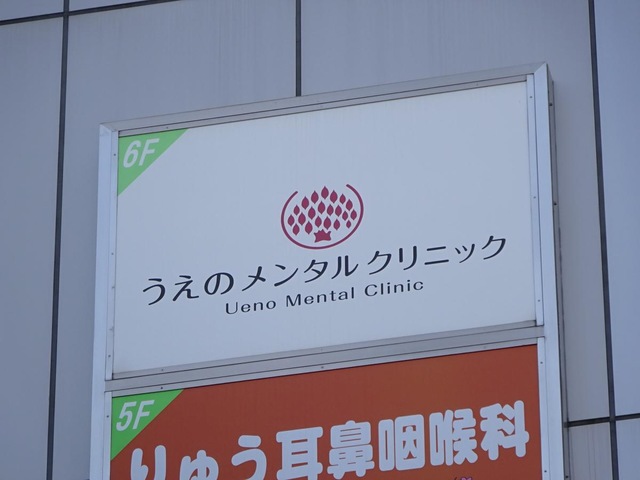 6F
うえのメンタルクリニック
Ueno Mental Clinic
5F
りゅう耳鼻咽喉科